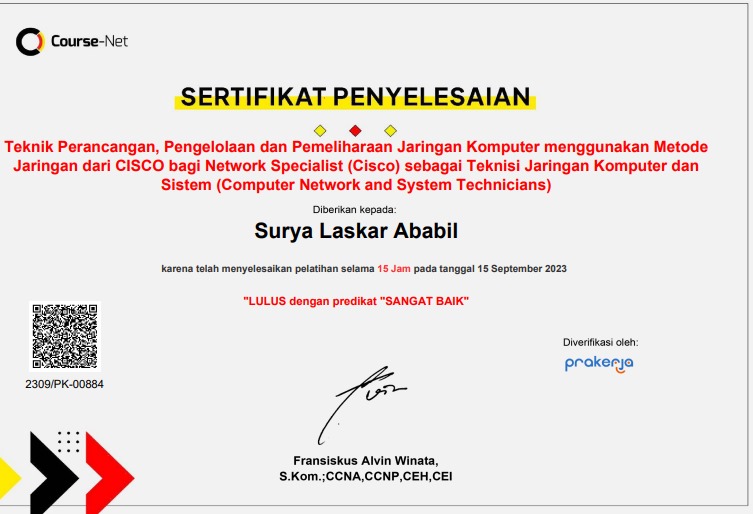 Course-Net
SERTIFIKAT PENYELESAIAN
Teknik Perancangan, Pengelolaan dan Pemeliharaan Jaringan Komputer menggunakan Metode
Jaringan dari CISCO bagi Network Specialist (Cisco) sebagai Teknisi Jaringan Komputer dan
Sistem (Computer Network and System Technicians)
Diberikan kepada:
Surya Laskar Ababil
karena telah menyelesaikan pelatihan selama 15 Jam pada tanggal 15 September 2023
"LULUS dengan predikat "SANGAT BAIK"
2309/PK-00884
Diverifikasi oleh:
prakerja
Fransiskus Alvin Winata,
S.Kom.;CCNA,CCNP,CEH,CEI